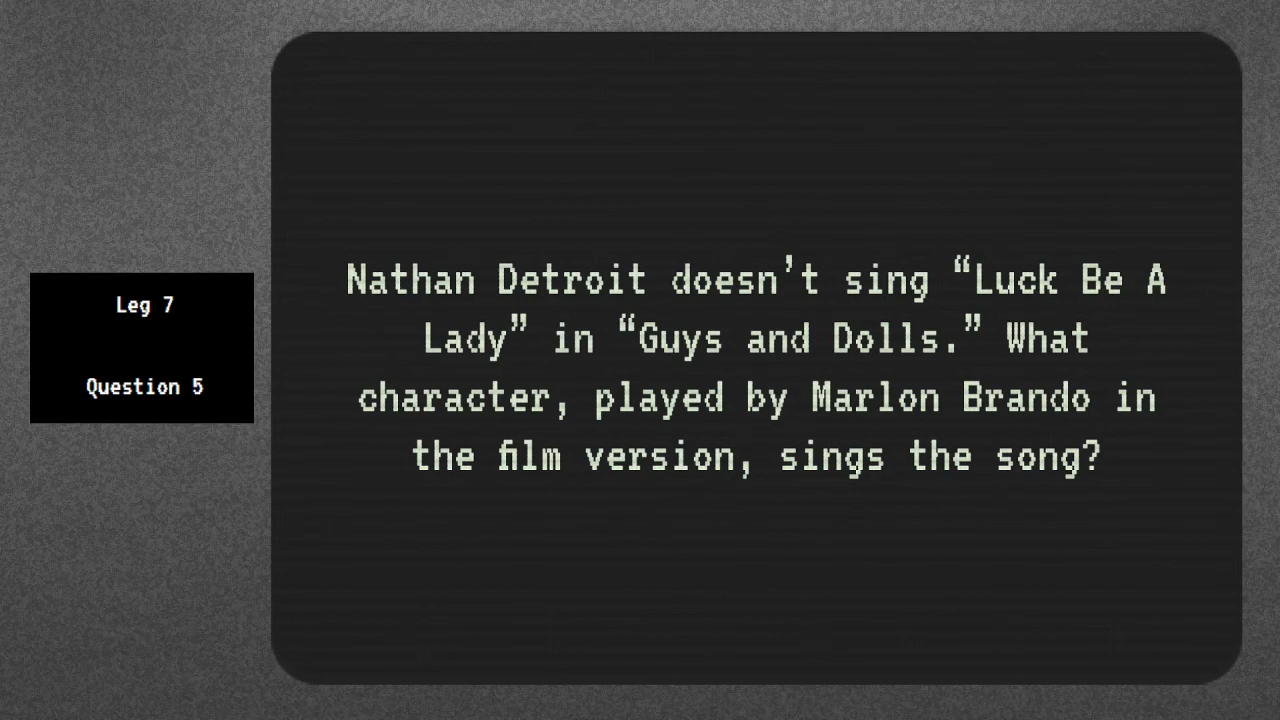 Leg 7
Question 5
Nathan Detroit doesn’t sing “Luck Be A
Lady” in “Guys and Dolls.” What
character, played by Marlon Brando in
the film version, sings the song?